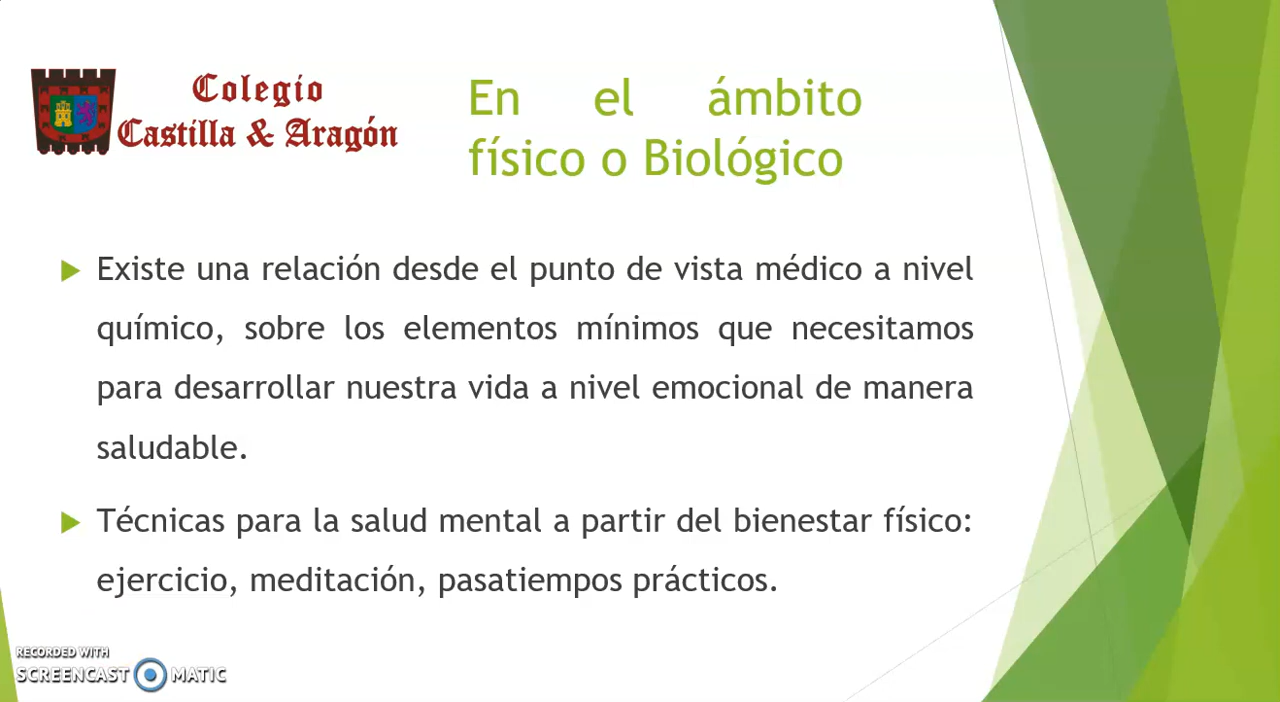 Colegio
Castilla & Aragón
En el ámbito
físico o Biológico
Existe una relación desde el punto de vista médico a nivel
químico, sobre los elementos mínimos que necesitamos
para desarrollar nuestra vida a nivel emocional de manera
saludable.
Técnicas para la salud mental a partir del bienestar físico:
ejercicio, meditación, pasatiempos prácticos.
RECORDED WITH
SCREENCAST MATIC